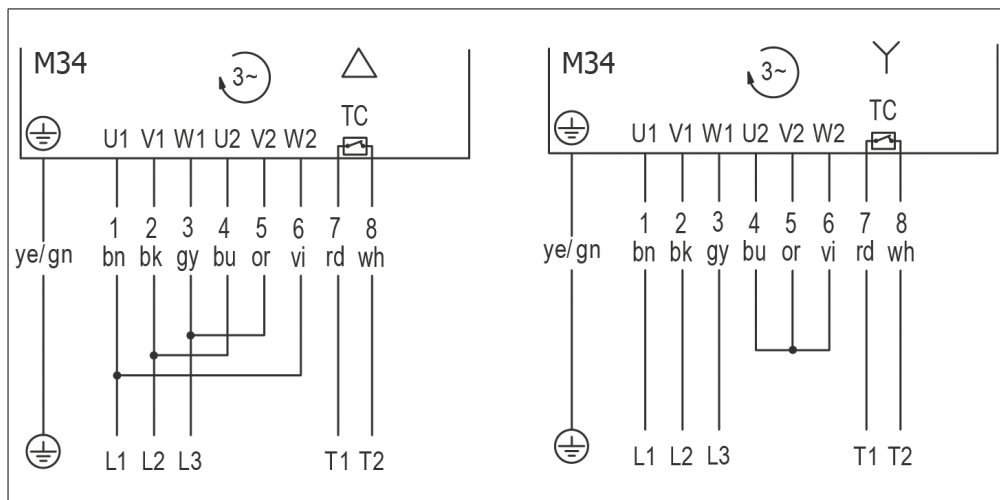 M34 3~
TC
U1 V1 W1 U2 V2 W2
1 2 3 4 5 6 7 8
ye/gn bn bk gy bu or vi rd wh
L1 L2 L3 T1 T2
M34 3~
TC
U1 V1 W1 U2 V2 W2
1 2 3 4 5 6 7 8
ye/gn bn bk gy bu or vi rd wh
L1 L2 L3 T1 T2